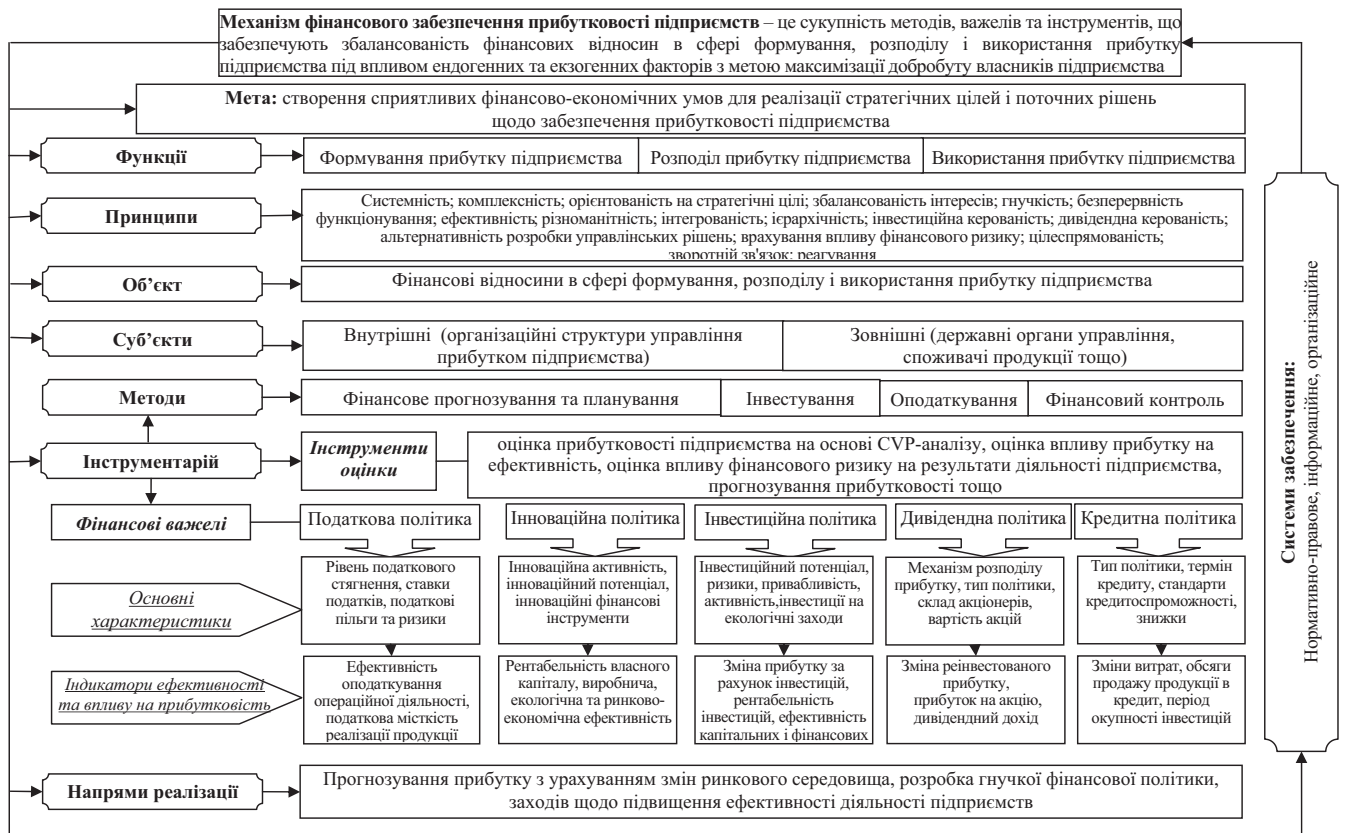 Механізм фінансового забезпечення прибутковості підприємств – це сукупність методів, важелів та інструментів, що
забезпечують збалансованість фінансових відносин в сфері формування, розподілу і використання прибутку
підприємства під впливом ендогенних та екзогенних факторів з метою максимізації добробуту власників підприємства
Мета: створення сприятливих фінансово-економічних умов для реалізації стратегічних цілей і поточних рішень
щодо забезпечення прибутковості підприємства
Функції
Формування прибутку підприємства
Розподіл прибутку підприємства
Використання прибутку підприємства
Принципи
Системність; комплексність; орієнтованість на стратегічні цілі; збалансованість інтересів; гнучкість; безперервність
функціонування; ефективність; різноманітність; інтегрованість; ієрархічність; інвестиційна керованість; дивідендна керованість;
альтернативність розробки управлінських рішень; врахування впливу фінансового ризику; цілеспрямованість;
зворотній зв'язок; реагування
Об’єкт
Фінансові відносини в сфері формування, розподілу і використання прибутку підприємства
Суб’єкти
Внутрішні (організаційні структури управління
прибутком підприємства)
Зовнішні (державні органи управління,
споживачі продукції тощо)
Методи
Фінансове прогнозування та планування
Інвестування
Оподаткування
Фінансовий контроль
Інструментарій
Інструменти
оцінки
оцінка прибутковості підприємства на основі CVP-аналізу, оцінка впливу прибутку на
ефективність, оцінка впливу фінансового ризику на результати діяльності підприємства,
прогнозування прибутковості тощо
Фінансові важелі
Податкова політика
Інноваційна політика
Інвестиційна політика
Дивідендна політика
Кредитна політика
Основні
характеристики
Рівень податкового
стягнення, ставки
податків, податкові
пільги та ризики
Інноваційна активність,
інноваційний потенціал,
інноваційні фінансові
інструменти
Інвестиційний потенціал,
ризики, привабливість,
активність,інвестиції на
екологічні заходи
Механізм розподілу
прибутку, тип політики,
склад акціонерів,
вартість акцій
Тип політики, термін
кредиту, стандарти
кредитоспроможності,
знижки
Індикатори ефективності
та впливу на прибутковість
Ефективність
оподаткування
операційної діяльності,
податкова місткість
реалізації продукції
Рентабельність власного
капіталу, виробнича,
екологічна та ринково-
економічна ефективність
Зміна прибутку за
рахунок інвестицій,
рентабельність
інвестицій, ефективність
капітальних і фінансових
Зміна реінвестованого
прибутку,
прибуток на акцію,
дивідендний дохід
Зміни витрат, обсяги
продажу продукції в
кредит, період
окупності інвестицій
Напрями реалізації
Прогнозування прибутку з урахуванням змін ринкового середовища, розробка гнучкої фінансової політики,
заходів щодо підвищення ефективності діяльності підприємств
Системи забезпечення:
Нормативно-правове, інформаційне, організаційне